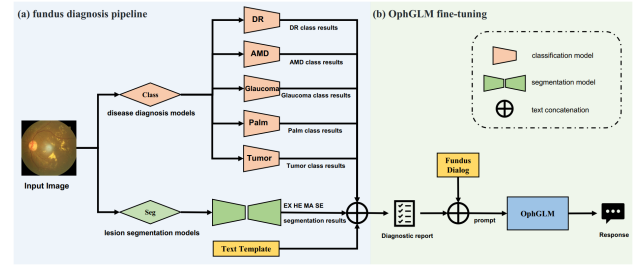 (a) fundus diagnosis pipeline
(b) OphGLM fine-tuning
DR
DR class results
AMD
AMD class results
Class
disease diagnosis models
Glaucoma
Glaucoma class results
Palm
Palm class results
Tumor
Tumor class results
Input Image
Seg
lesion segmentation models
EX HE MA SE
segmentation results
Text Template
classification model
segmentation model
text concatenation
Fundus
Dialog
Diagnostic report
prompt
OphGLM
Response